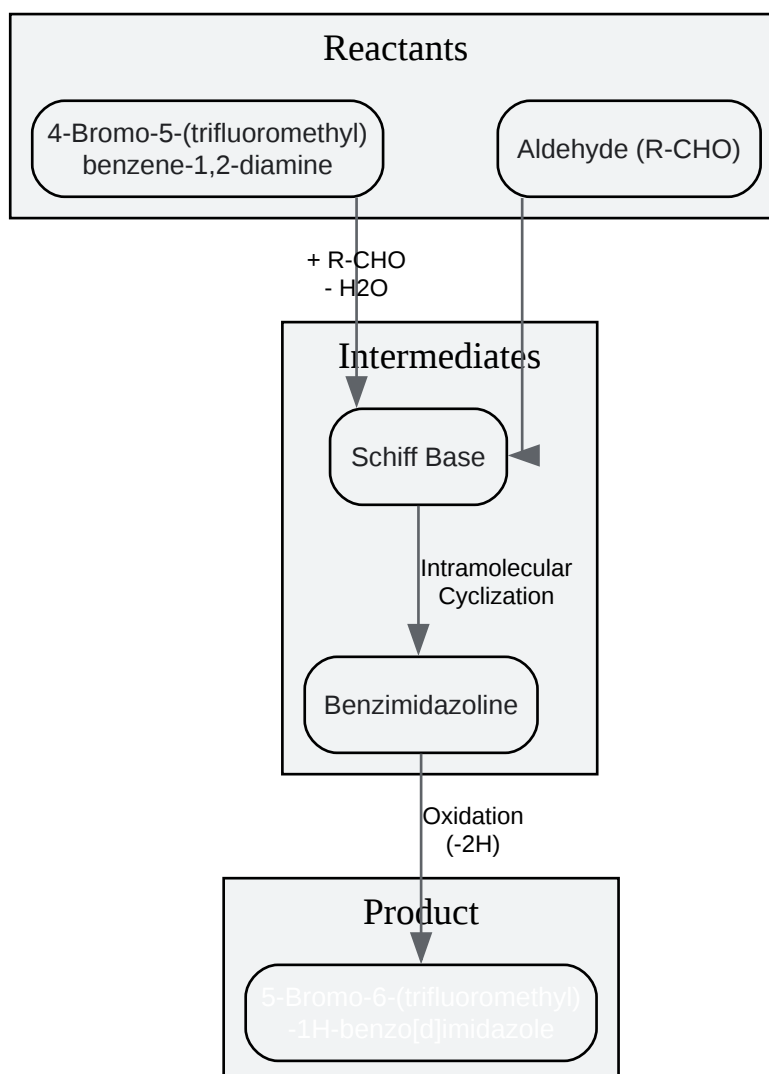 Reactants
4-Bromo-5-(trifluoromethyl)
benzene-1,2-diamine
Aldehyde (R-CHO)
+ R-CHO
- H2O
Intermediates
Schiff Base
Intramolecular
Cyclization
Benzimidazoline
Oxidation
(-2H)
Product
5-Bromo-6-(trifluoromethyl)
-1H-benzo[d]imidazole